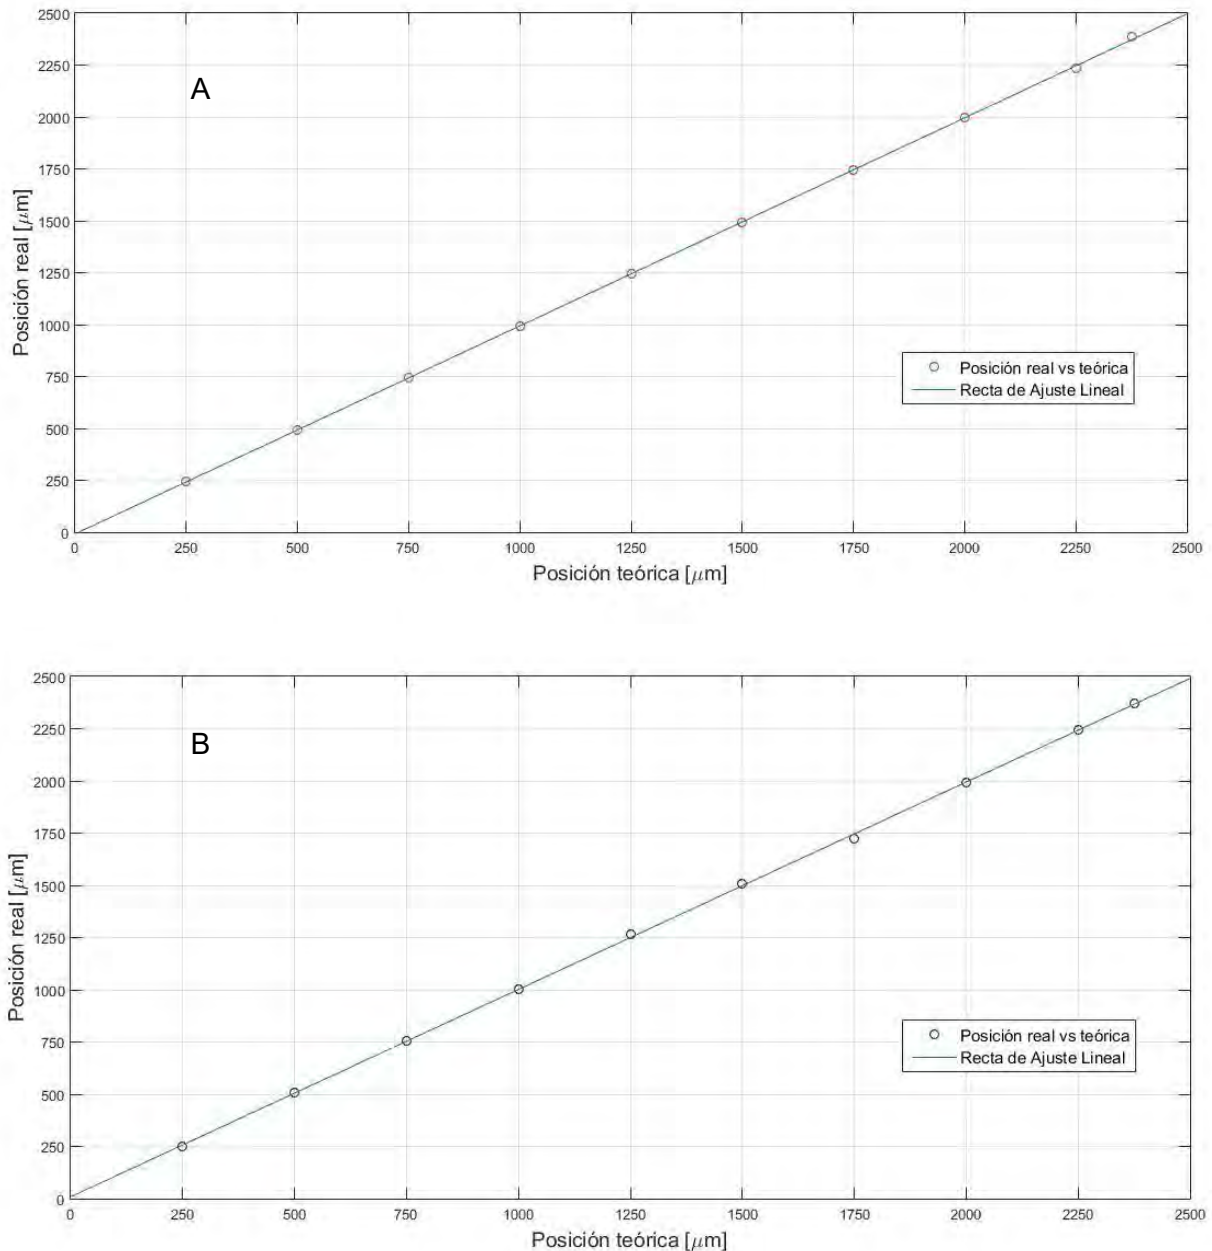 2500
2250
A
2000
1750
1500
1250
1000
750
500
250
0
Posición real [μm]
Posición real vs teórica
Recta de Ajuste Lineal
0 250 500 750 1000 1250 1500 1750 2000 2250 2500
Posición teórica [μm]
2500
2250
B
2000
1750
1500
1250
1000
750
500
250
0
Posición real [μm]
Posición real vs teórica
Recta de Ajuste Lineal
0 250 500 750 1000 1250 1500 1750 2000 2250 2500
Posición teórica [μm]